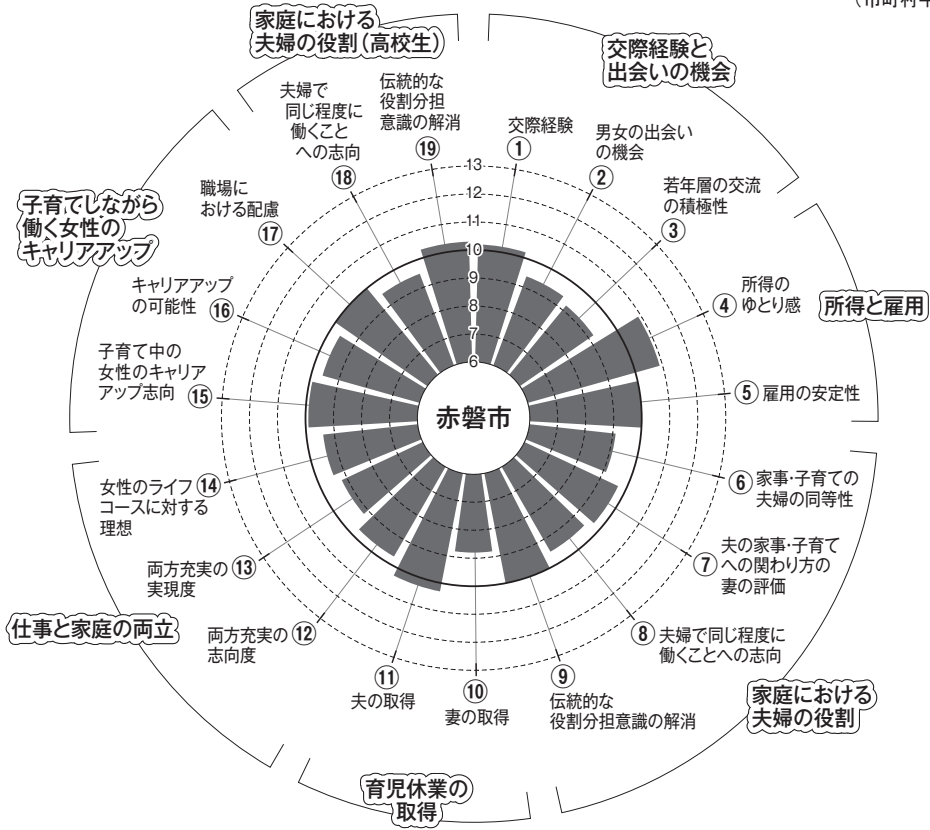 （市町村年
家庭における
夫婦の役割（高校生）
交際経験と
出会いの機会
子育てしながら
働く女性の
キャリアアップ
所得と雇用
仕事と家庭の両立
家庭における
夫婦の役割
育児休業の
取得
交際経験
①
男女の出会い
の機会
②
若年層の交流
の積極性
③
④ 所得の
ゆとり感
⑤ 雇用の安定性
⑥ 家事・子育ての
夫婦の同等性
⑦ 夫の家事・子育て
への関わり方の
妻の評価
⑧ 夫婦で同じ程度に
働くことへの志向
⑨
伝統的な
役割分担意識の解消
⑩
妻の取得
⑪
夫の取得
両方充実の ⑫
志向度
両方充実の ⑬
実現度
女性のライフ ⑭
コースに対する
理想
子育て中の
女性のキャリア
アップ志向 ⑮
キャリアアップ
の可能性 ⑯
職場に
おける配慮
⑰
夫婦で
同じ程度に
働くこと
への志向
⑱
伝統的な
役割分担
意識の解消
⑲
13
12
11
10
9
8
7
6
赤磐市